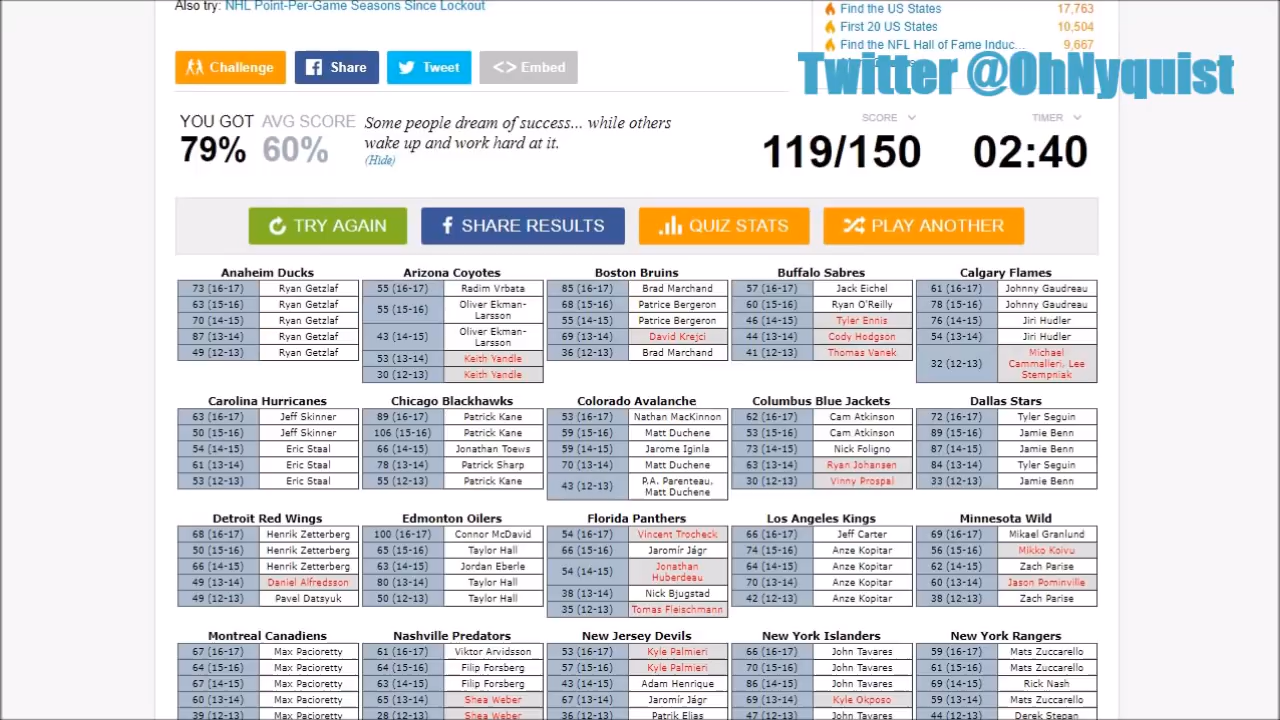 Also try: NHL Point-Per-Game Seasons Since Lockout
Find the US States 17,763
First 20 US States 10,504
Find the NFL Hall of Fame Induc... 9,667
Twitter @OhNyquist
Challenge Share Tweet <> Embed
YOU GOT AVG SCORE
79% 60%
Some people dream of success... while others
wake up and work hard at it.
(Hide)
SCORE TIMER
119/150 02:40
TRY AGAIN SHARE RESULTS QUIZ STATS PLAY ANOTHER
Anaheim Ducks
73 (16-17) Ryan Getzlaf
63 (15-16) Ryan Getzlaf
70 (14-15) Ryan Getzlaf
87 (13-14) Ryan Getzlaf
49 (12-13) Ryan Getzlaf
Arizona Coyotes
55 (16-17) Radim Vrbata
55 (15-16) Oliver Ekman-
Larsson
43 (14-15) Oliver Ekman-
Larsson
53 (13-14) Keith Yandle
30 (12-13) Keith Yandle
Boston Bruins
85 (16-17) Brad Marchand
68 (15-16) Patrice Bergeron
55 (14-15) Patrice Bergeron
69 (13-14) David Krejci
36 (12-13) Brad Marchand
Buffalo Sabres
57 (16-17) Jack Eichel
60 (15-16) Ryan O'Reilly
46 (14-15) Tyler Ennis
44 (13-14) Cody Hodgson
41 (12-13) Thomas Vanek
Calgary Flames
61 (16-17) Johnny Gaudreau
78 (15-16) Johnny Gaudreau
76 (14-15) Jiri Hudler
54 (13-14) Jiri Hudler
32 (12-13) Michael
Cammalleri, Lee
Stempniak
Carolina Hurricanes
63 (16-17) Jeff Skinner
50 (15-16) Jeff Skinner
54 (14-15) Eric Staal
61 (13-14) Eric Staal
53 (12-13) Eric Staal
Chicago Blackhawks
89 (16-17) Patrick Kane
106 (15-16) Patrick Kane
66 (14-15) Jonathan Toews
78 (13-14) Patrick Sharp
55 (12-13) Patrick Kane
Colorado Avalanche
53 (16-17) Nathan MacKinnon
59 (15-16) Matt Duchene
59 (14-15) Jarome Iginla
70 (13-14) Matt Duchene
43 (12-13) P.A. Parenteau,
Matt Duchene
Columbus Blue Jackets
62 (16-17) Cam Atkinson
53 (15-16) Cam Atkinson
73 (14-15) Nick Foligno
63 (13-14) Ryan Johansen
30 (12-13) Vinny Prospal
Dallas Stars
72 (16-17) Tyler Seguin
89 (15-16) Jamie Benn
87 (14-15) Jamie Benn
84 (13-14) Tyler Seguin
33 (12-13) Jamie Benn
Detroit Red Wings
68 (16-17) Henrik Zetterberg
50 (15-16) Henrik Zetterberg
66 (14-15) Henrik Zetterberg
49 (13-14) Daniel Alfredsson
49 (12-13) Pavel Datsyuk
Edmonton Oilers
100 (16-17) Connor McDavid
65 (15-16) Taylor Hall
63 (14-15) Jordan Eberle
80 (13-14) Taylor Hall
50 (12-13) Taylor Hall
Florida Panthers
54 (16-17) Vincent Trocheck
66 (15-16) Jaromír Jágr
54 (14-15) Jonathan
Huberdeau
38 (13-14) Nick Bjugstad
35 (12-13) Tomas Fleischmann
Los Angeles Kings
66 (16-17) Jeff Carter
74 (15-16) Anze Kopitar
64 (14-15) Anze Kopitar
70 (13-14) Anze Kopitar
42 (12-13) Anze Kopitar
Minnesota Wild
69 (16-17) Mikael Granlund
56 (15-16) Mikko Koivu
62 (14-15) Zach Parise
60 (13-14) Jason Pominville
38 (12-13) Zach Parise
Montreal Canadiens
67 (16-17) Max Pacioretty
64 (15-16) Max Pacioretty
67 (14-15) Max Pacioretty
60 (13-14) Max Pacioretty
39 (12-13) Max Pacioretty
Nashville Predators
61 (16-17) Viktor Arvidsson
64 (15-16) Filip Forsberg
63 (14-15) Filip Forsberg
65 (13-14) Shea Weber
28 (12-13) Shea Weber
New Jersey Devils
53 (16-17) Kyle Palmieri
57 (15-16) Kyle Palmieri
43 (14-15) Adam Henrique
67 (13-14) Jaromír Jágr
36 (12-13) Patrik Elias
New York Islanders
66 (16-17) John Tavares
70 (15-16) John Tavares
86 (14-15) John Tavares
69 (13-14) Kyle Okposo
47 (12-13) John Tavares
New York Rangers
59 (16-17) Mats Zuccarello
61 (15-16) Mats Zuccarello
69 (14-15) Rick Nash
59 (13-14) Mats Zuccarello
44 (12-13) Derek Stepan